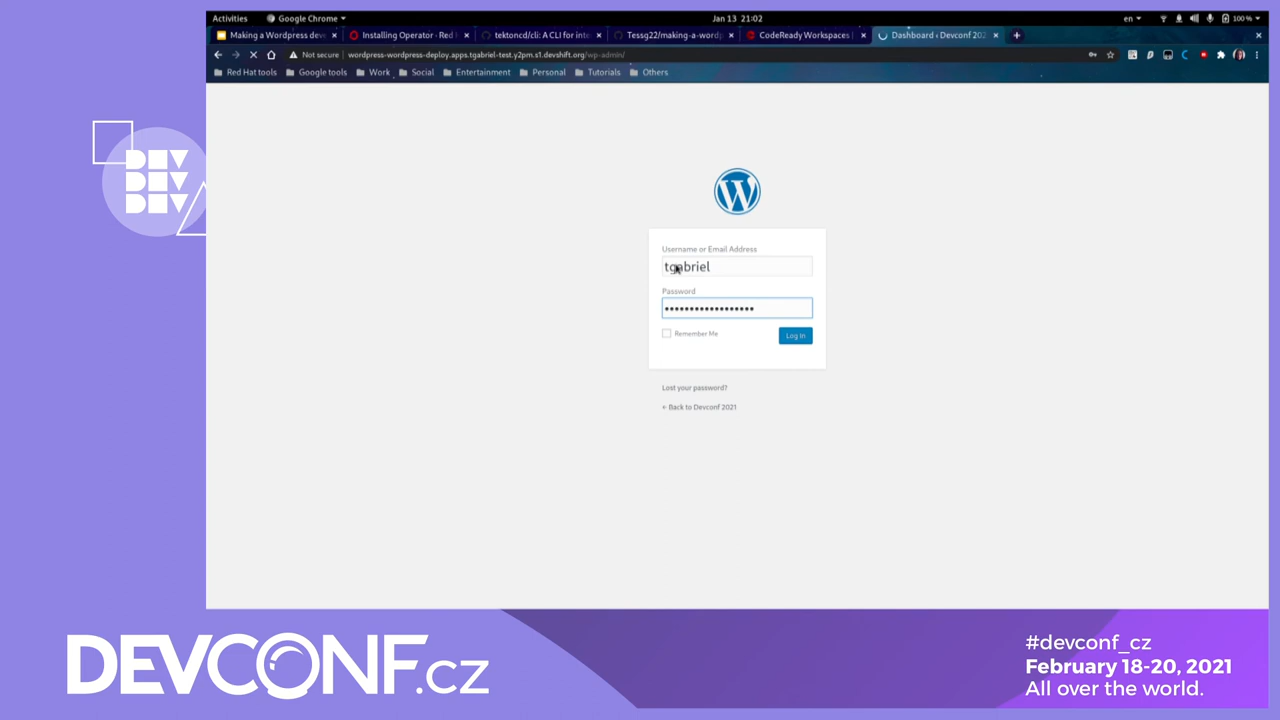 Activities
Google Chrome ▾
Jan 13 21:02
en ▾
100 % ▾
Making a Wordpress dev
Installing Operator - Red H
tektoncd/cli: A CLI for inte
Tessg22/making-a-wordp
CodeReady Workspaces |
Dashboard ‹ Devconf 202
Not secure | wordpress-wordpress-deploy.apps.tgabriel-test.y2pm.s1.devshift.org/wp-admin/
Red Hat tools
Google tools
Work
Social
Entertainment
Personal
Tutorials
Others
DEV
DEV
DEV
W
Username or Email Address
tgabriel
Password
••••••••••••••••••
Remember Me
Log In
Lost your password?
← Back to Devconf 2021
DEVCONF.cz
#devconf_cz
February 18-20, 2021
All over the world.